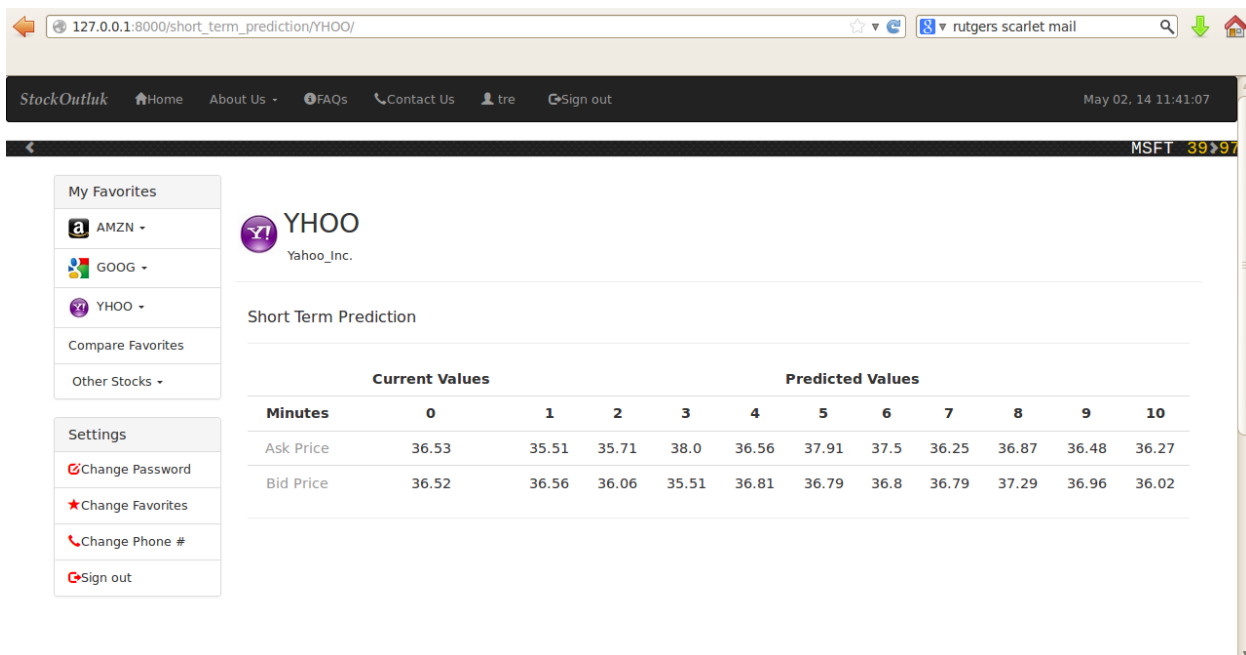 127.0.0.1:8000/short_term_prediction/YHOO/
rutgers scarlet mail
StockOutluk Home About Us FAQs Contact Us tre Sign out May 02, 14 11:41:07
MSFT 39 97
My Favorites
AMZN
GOOG
YHOO
Compare Favorites
Other Stocks
Settings
Change Password
Change Favorites
Change Phone #
Sign out
YHOO
Yahoo_Inc.
Short Term Prediction
Current Values Predicted Values
Minutes 0 1 2 3 4 5 6 7 8 9 10
Ask Price 36.53 35.51 35.71 38.0 36.56 37.91 37.5 36.25 36.87 36.48 36.27
Bid Price 36.52 36.56 36.06 35.51 36.81 36.79 36.8 36.79 37.29 36.96 36.02